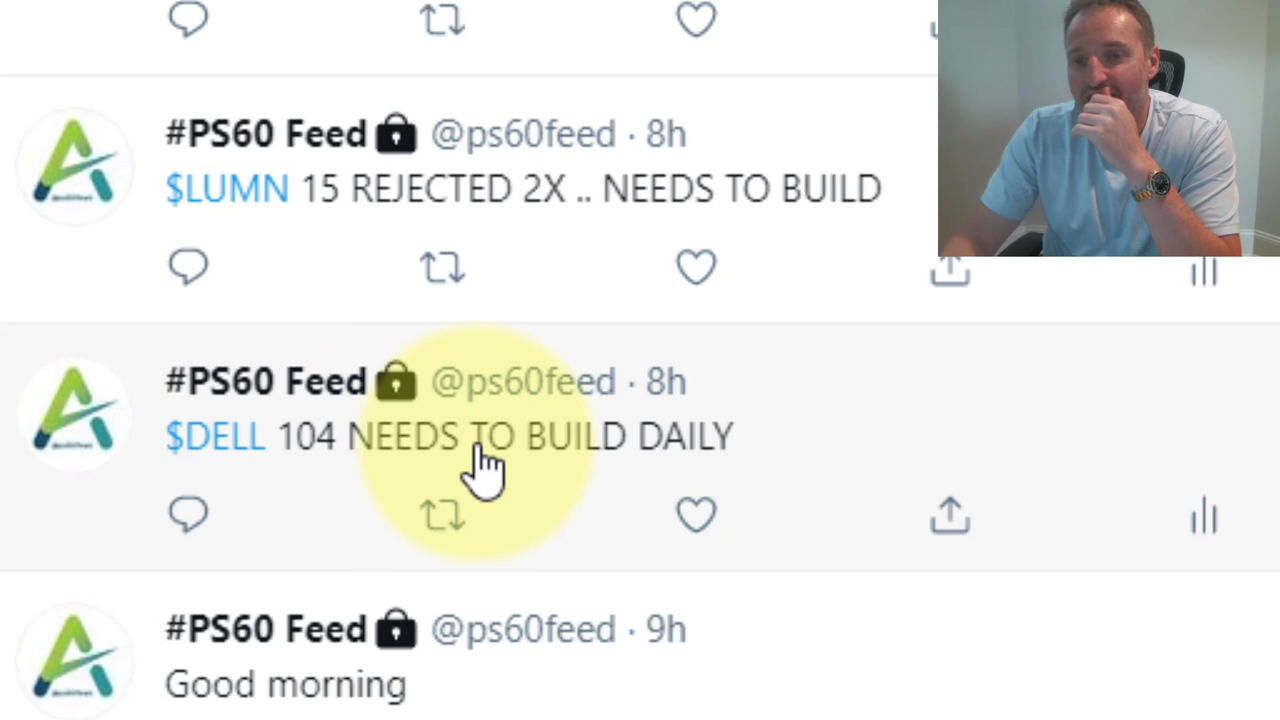 #PS60 Feed @ps60feed · 8h
$LUMN 15 REJECTED 2X .. NEEDS TO BUILD
#PS60 Feed @ps60feed · 8h
$DELL 104 NEEDS TO BUILD DAILY
#PS60 Feed @ps60feed · 9h
Good morning